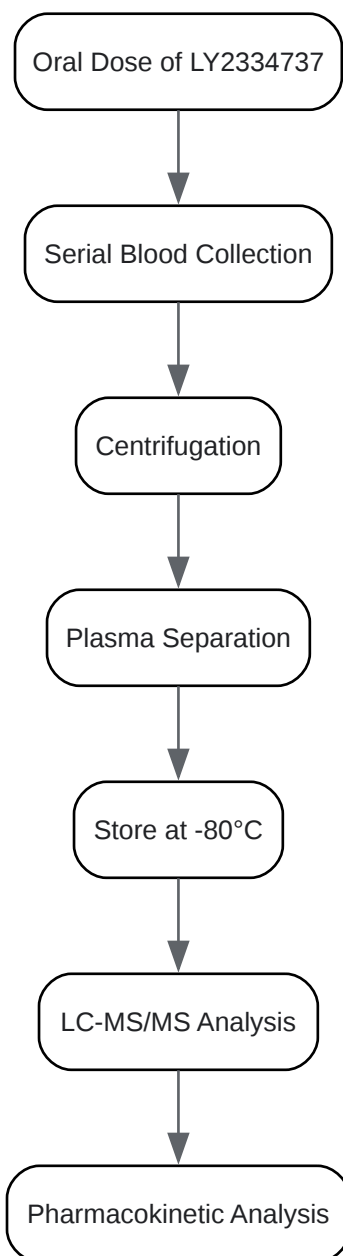 Oral Dose of LY2334737
Serial Blood Collection
Centrifugation
Plasma Separation
Store at -80°C
LC-MS/MS Analysis
Pharmacokinetic Analysis